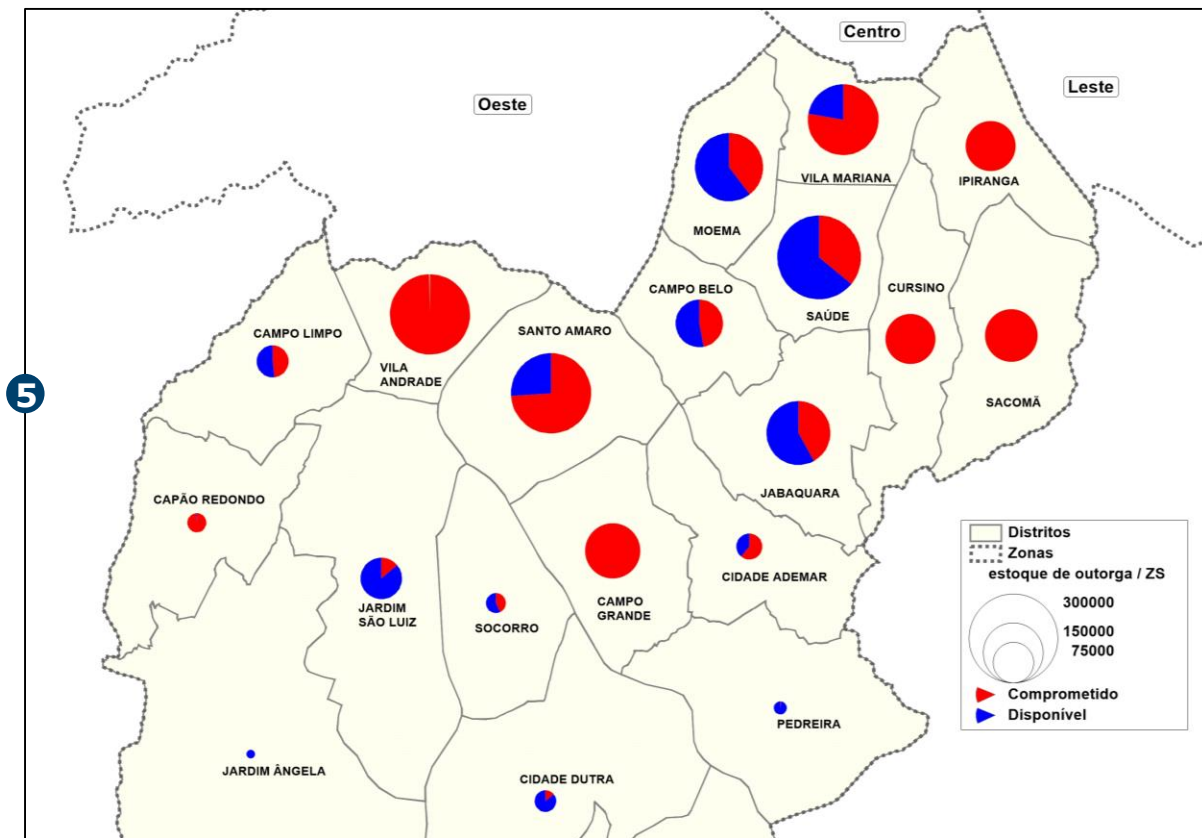 Centro
Oeste
Leste
VILA MARIANA
IPIRANGA
MOEMA
CAMPO BELO
CURSINO
SAÚDE
CAMPO LIMPO
SANTO AMARO
VILA
ANDRADE
5
SACOMÃ
CAPÃO REDONDO
JABAQUARA
CIDADE ADEMAR
JARDIM
SÃO LUIZ
SOCORRO
CAMPO
GRANDE
PEDREIRA
JARDIM ÂNGELA
CIDADE DUTRA
Distritos
Zonas
estoque de outorga / ZS
300000
150000
75000
Comprometido
Disponível